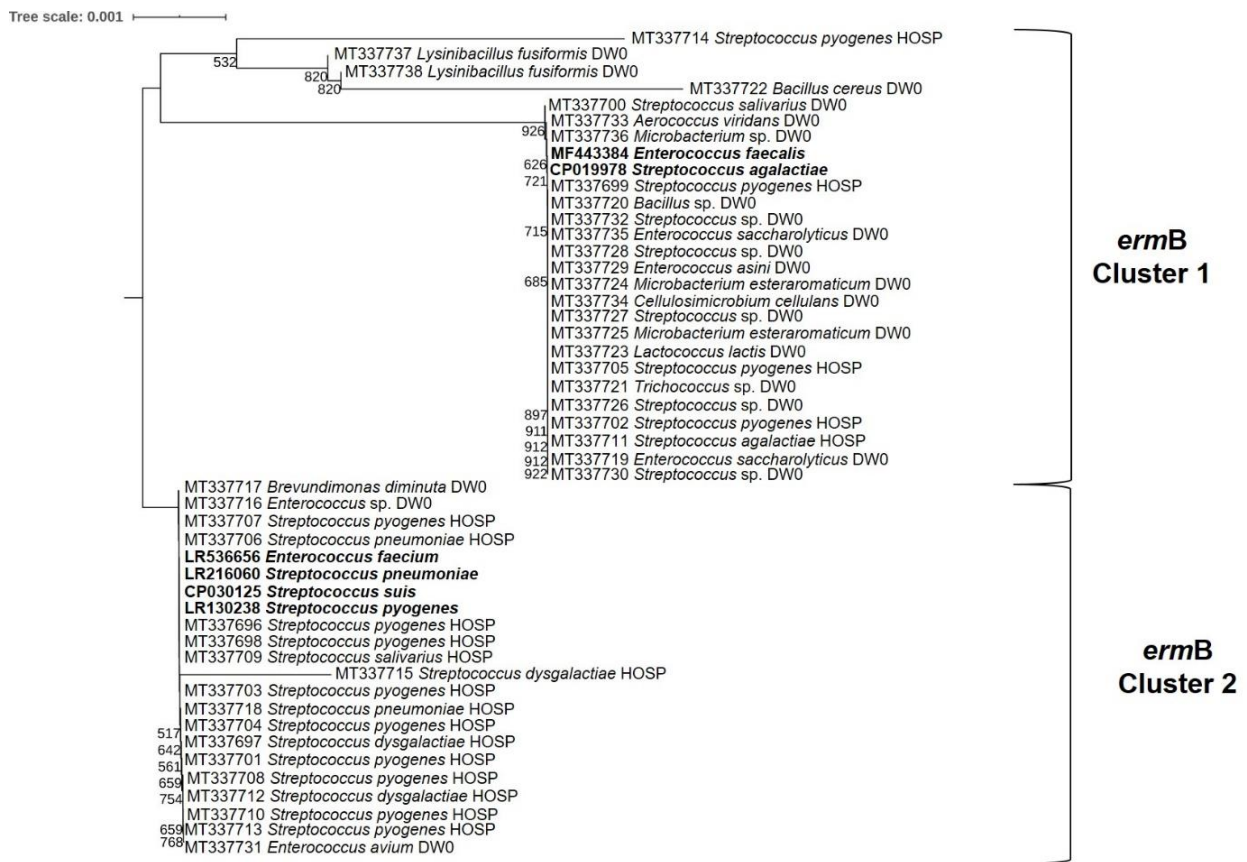 Tree scale: 0.001
MT337714 Streptococcus pyogenes HOSP
532
MT337737 Lysinibacillus fusiformis DW0
820
MT337738 Lysinibacillus fusiformis DW0
820
MT337722 Bacillus cereus DW0
MT337700 Streptococcus salivarius DW0
MT337733 Aerococcus viridans DW0
926
MT337736 Microbacterium sp. DW0
MF443384 Enterococcus faecalis
626
CP019978 Streptococcus agalactiae
721
MT337699 Streptococcus pyogenes HOSP
MT337720 Bacillus sp. DW0
MT337732 Streptococcus sp. DW0
715
MT337735 Enterococcus saccharolyticus DW0
MT337728 Streptococcus sp. DW0
MT337729 Enterococcus asini DW0
685
MT337724 Microbacterium esteraromaticum DW0
MT337734 Cellulosimicrobium cellulans DW0
MT337727 Streptococcus sp. DW0
MT337725 Microbacterium esteraromaticum DW0
MT337723 Lactococcus lactis DW0
MT337705 Streptococcus pyogenes HOSP
MT337721 Trichococcus sp. DW0
MT337726 Streptococcus sp. DW0
897
MT337702 Streptococcus pyogenes HOSP
911
MT337711 Streptococcus agalactiae HOSP
912
MT337719 Enterococcus saccharolyticus DW0
912
MT337730 Streptococcus sp. DW0
922
ermB
Cluster 1
MT337717 Brevundimonas diminuta DW0
MT337716 Enterococcus sp. DW0
MT337707 Streptococcus pyogenes HOSP
MT337706 Streptococcus pneumoniae HOSP
LR536656 Enterococcus faecium
LR216060 Streptococcus pneumoniae
CP030125 Streptococcus suis
LR130238 Streptococcus pyogenes
MT337696 Streptococcus pyogenes HOSP
MT337698 Streptococcus pyogenes HOSP
MT337709 Streptococcus salivarius HOSP
MT337715 Streptococcus dysgalactiae HOSP
MT337703 Streptococcus pyogenes HOSP
MT337718 Streptococcus pneumoniae HOSP
MT337704 Streptococcus pyogenes HOSP
517
MT337697 Streptococcus dysgalactiae HOSP
642
MT337701 Streptococcus pyogenes HOSP
561
MT337708 Streptococcus pyogenes HOSP
659
MT337712 Streptococcus dysgalactiae HOSP
754
MT337710 Streptococcus pyogenes HOSP
659
MT337713 Streptococcus pyogenes HOSP
768
MT337731 Enterococcus avium DW0
ermB
Cluster 2